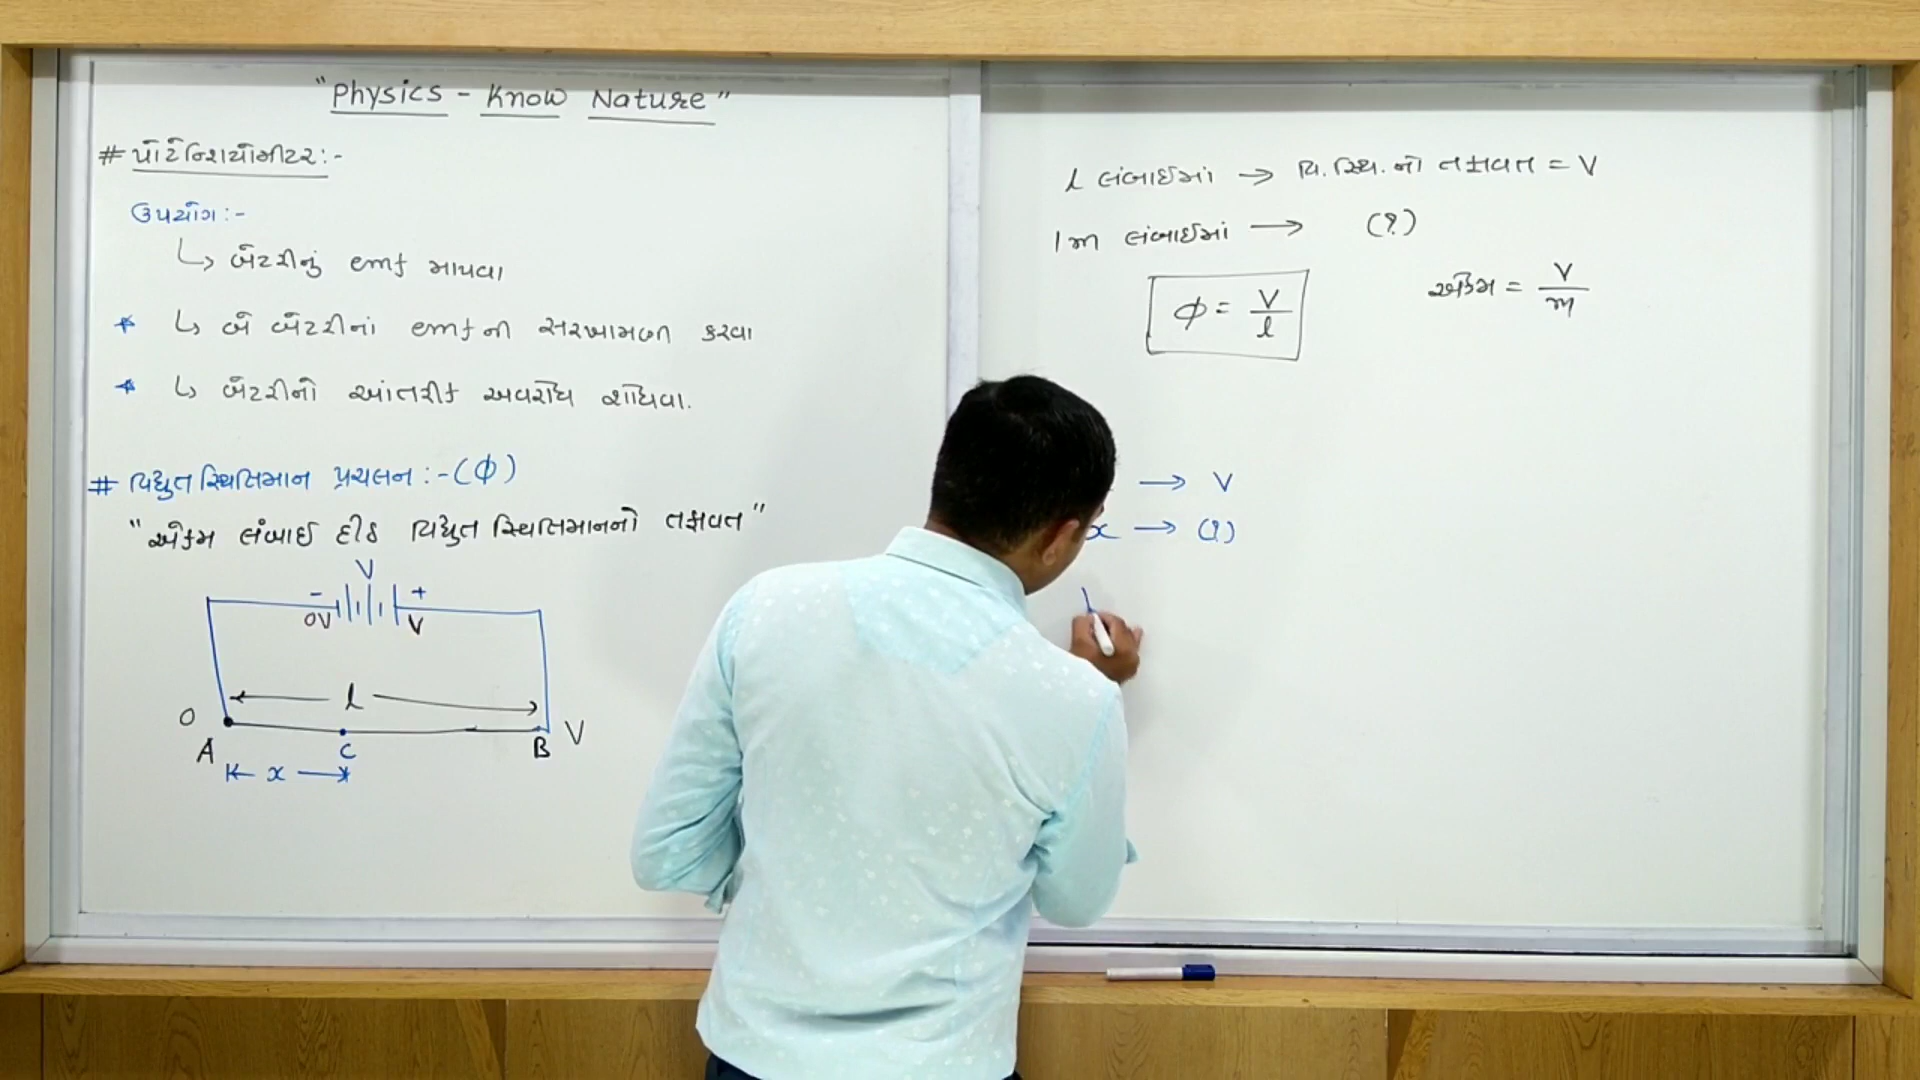 "Physics - Know Nature"
# પોટેન્શિયોમીટર:-
ઉપયોગ:-
↳ બેટરીનું emf માપવા
* ↳ બે બેટરીનાં emf ની સરખામણી કરવા
* ↳ બેટરીનો આંતરીક અવરોધ શોધવા.
# વિદ્યુત સ્થિતિમાન પ્રચલન:-(ϕ)
"એકમ લંબાઈ દીઠ વિદ્યુત સ્થિતિમાનનો તફાવત"
V
- +
0V V
l
0 V
A C B
x
l લંબાઈમાં → વિ.સ્થિ.નો તફાવત = V
1m લંબાઈમાં → (?)
ϕ = V/l
એકમ = V/m
→ V
x → (?)